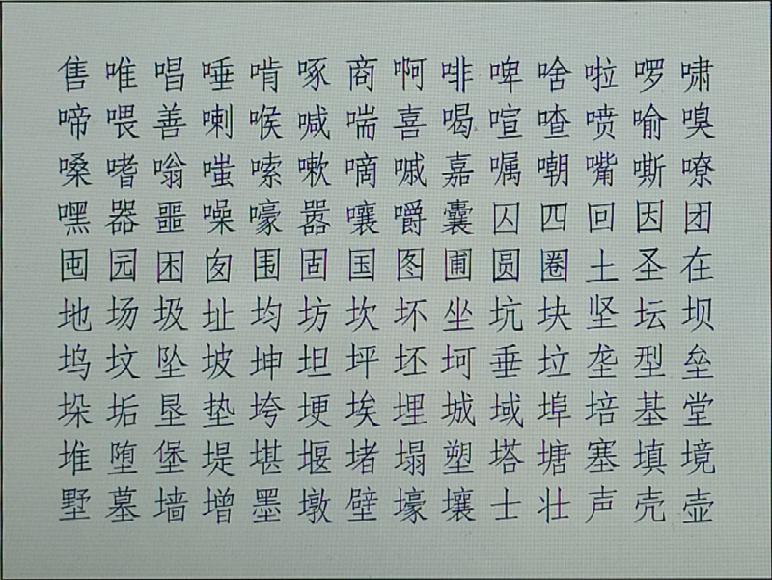 售唯唱唾啃啄商啊啡啤啥啦啰啸
啼喂善喇喉喊喘喜喝喧喳喷喻嗅
嗓嗜嗡嗤嗦嗽嘀嘁嘉嘱嘲嘴嘶嘹
嘿器噩噪嚎嚣嚷嚼囊囚四回因团
囤园困囱围固国图圃圆圈土圣在
地场圾址均坊坎坏坐坑块坚坛坝
坞坟坠坡坤坦坪坯坷垂垃垄型垒
垛垢垦垫垮埂埃埋城域埠培基堂
堆堕堡堤堪堰堵塌塑塔塘塞填境
墅墓墙增墨墩壁壕壤士壮声壳壶